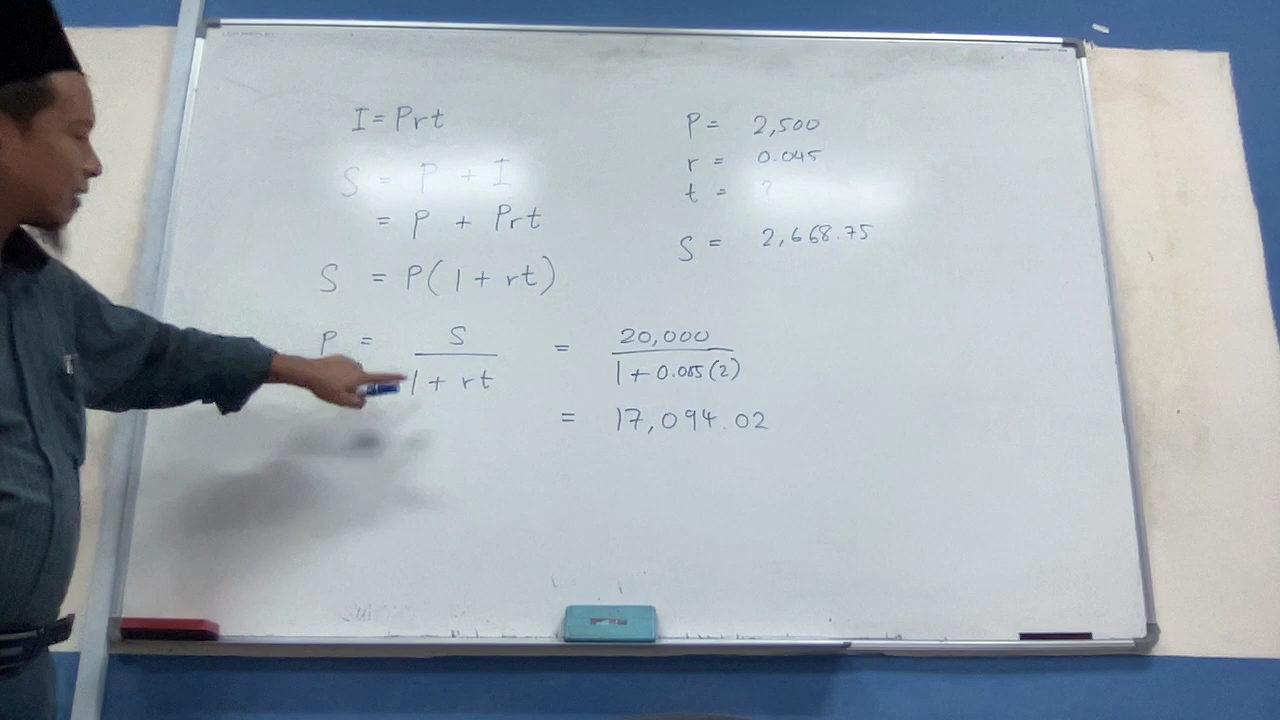 I = Prt
S = P + I
= P + Prt
S = P(1 + rt)
P = S / 1 + rt = 20,000 / 1 + 0.085(2)
= 17,094.02
P = 2,500
r = 0.045
t = ?
S = 2,668.75